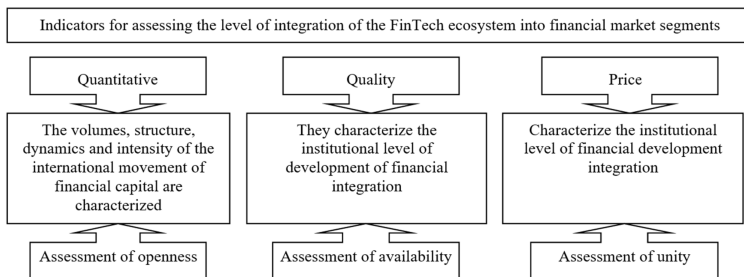 Indicators for assessing the level of integration of the FinTech ecosystem into financial market segments
Quantitative
Quality
Price
The volumes, structure,
dynamics and intensity of the
international movement of
financial capital are
characterized
They characterize the
institutional level of
development of financial
integration
Characterize the institutional
level of financial development
integration
Assessment of openness
Assessment of availability
Assessment of unity